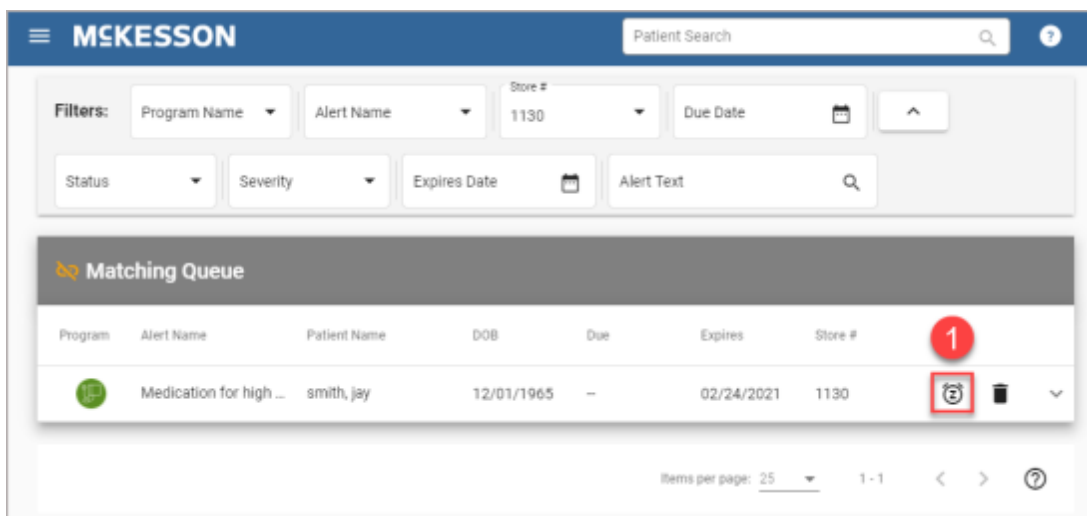 MCKESSON
Patient Search
?
Filters:
Program Name
Alert Name
Store #
1130
Due Date
Status
Severity
Expires Date
Alert Text
Matching Queue
Program Alert Name Patient Name DOB Due Expires Store #
1
Medication for high ... smith, jay 12/01/1965 – 02/24/2021 1130
Items per page: 25 1 - 1 < > ?